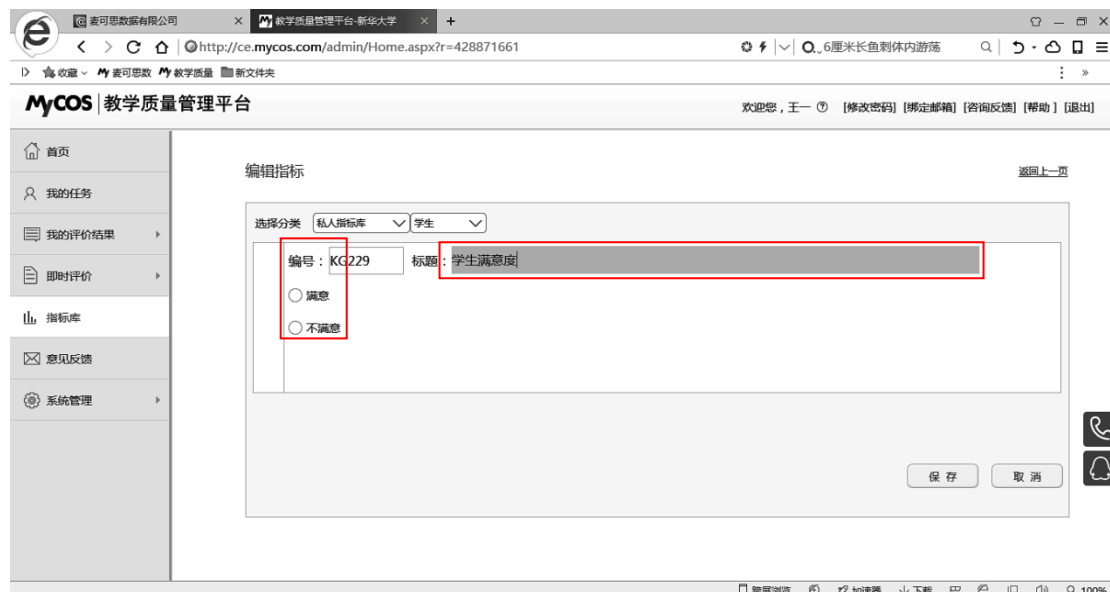 麦可思数据有限公司 教学质量管理平台-新华大学
http://ce.mycos.com/admin/Home.aspx?r=428871661 6厘米长鱼刺体内游荡
收藏 麦可思数 教学质量 新文件夹
MyCOS 教学质量管理平台 欢迎您，王一 [修改密码] [绑定邮箱] [咨询反馈] [帮助 ] [退出]
首页
我的任务
我的评价结果
即时评价
指标库
意见反馈
系统管理
编辑指标 返回上一页
选择分类 私人指标库 学生
编号： KG229 标题： 学生满意度
满意
不满意
保 存 取 消
跨屏浏览 加速器 下载 100%